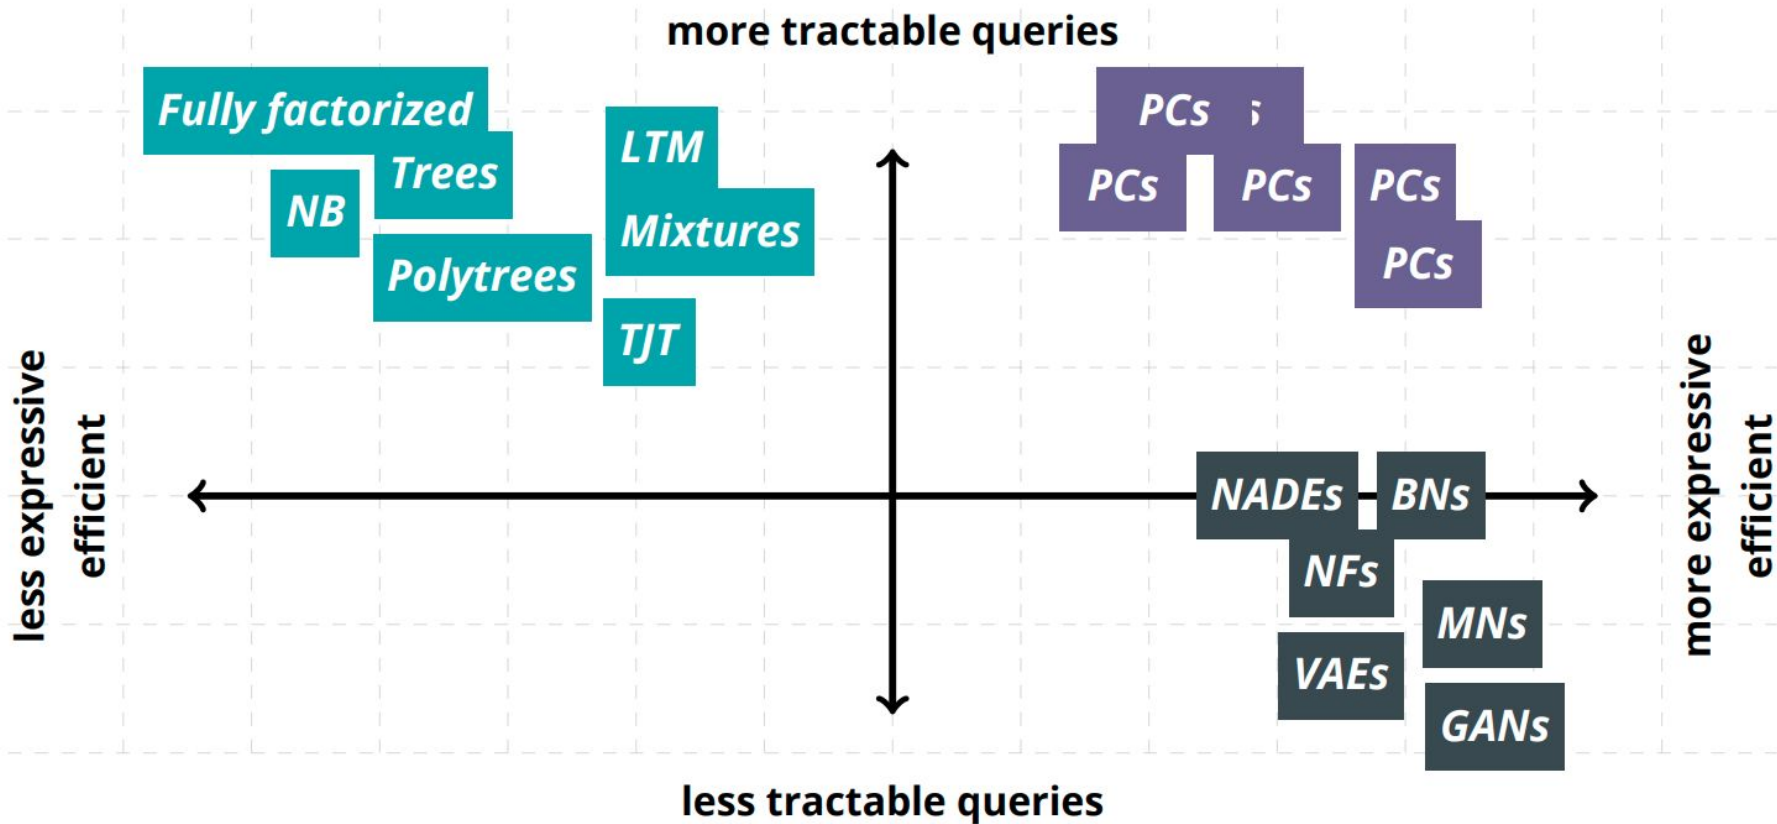 more tractable queries
Fully factorized
PCs
s
LTM
Trees
PCs
PCs
PCs
NB
Mixtures
PCs
Polytrees
TJT
less expressive
efficient
more expressive
efficient
NADEs
BNs
NFs
MNs
VAEs
GANs
less tractable queries